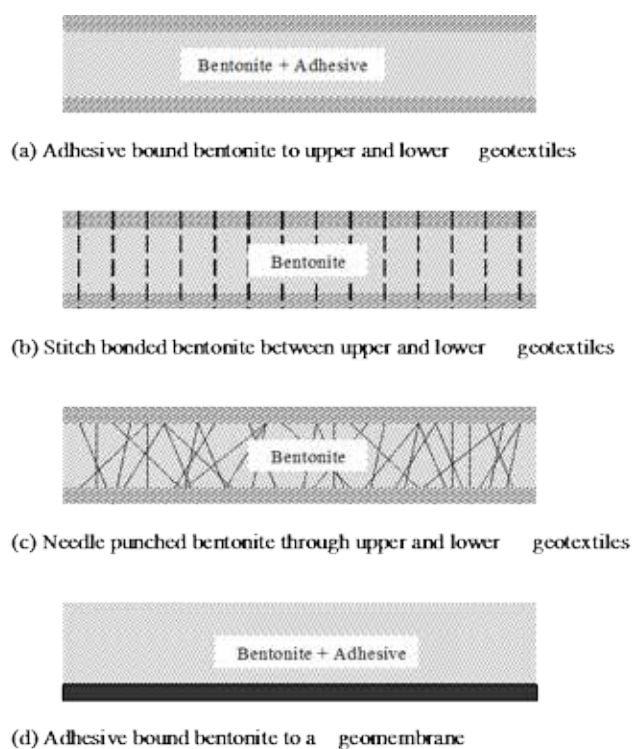 Bentonite + Adhesive
(a) Adhesive bound bentonite to upper and lower geotextiles
Bentonite
(b) Stitch bonded bentonite between upper and lower geotextiles
Bentonite
(c) Needle punched bentonite through upper and lower geotextiles
Bentonite + Adhesive
(d) Adhesive bound bentonite to a geomembrane